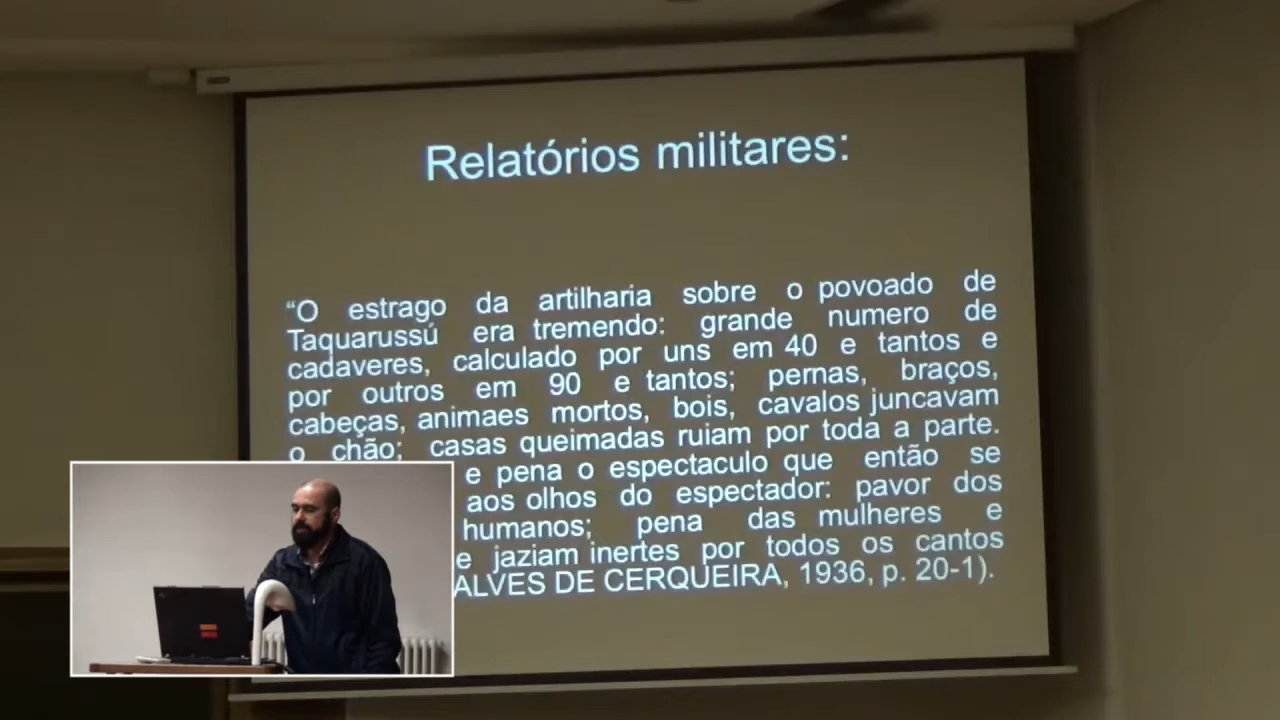 Relatórios militares:
“O estrago da artilharia sobre o povoado de
Taquarussú era tremendo: grande numero de
cadaveres, calculado por uns em 40 e tantos e
por outros em 90 e tantos; pernas, braços,
cabeças, animaes mortos, bois, cavalos juncavam
o chão; casas queimadas ruiam por toda a parte.
e pena o espectaculo que então se
aos olhos do espectador: pavor dos
humanos; pena das mulheres e
e jaziam inertes por todos os cantos
ALVES DE CERQUEIRA, 1936, p. 20-1).